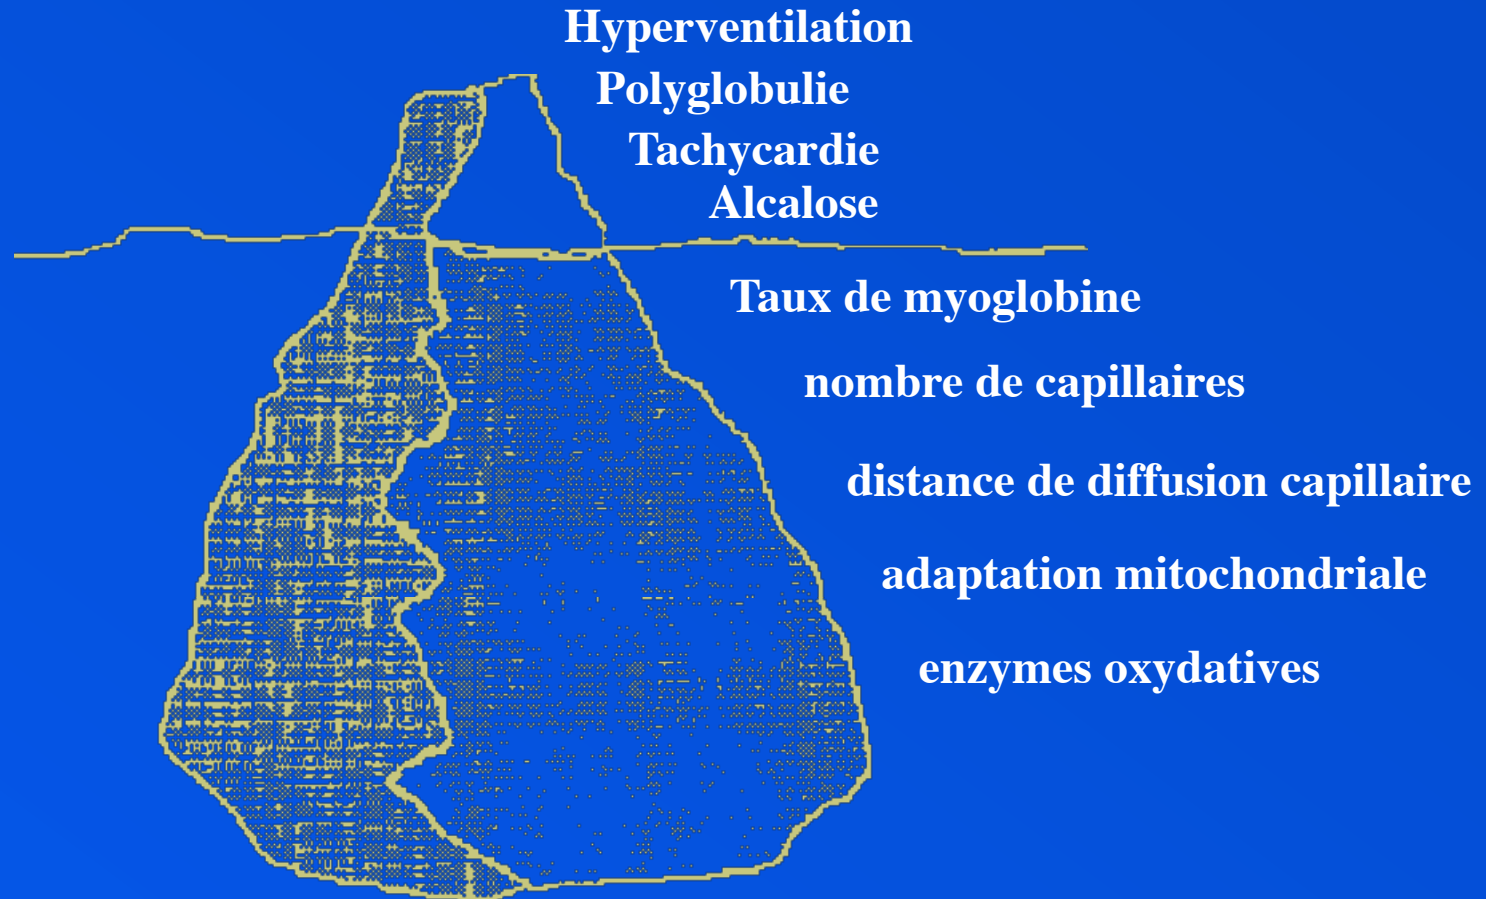 Hyperventilation
Polyglobulie
Tachycardie
Alcalose
Taux de myoglobine
nombre de capillaires
distance de diffusion capillaire
adaptation mitochondriale
enzymes oxydatives